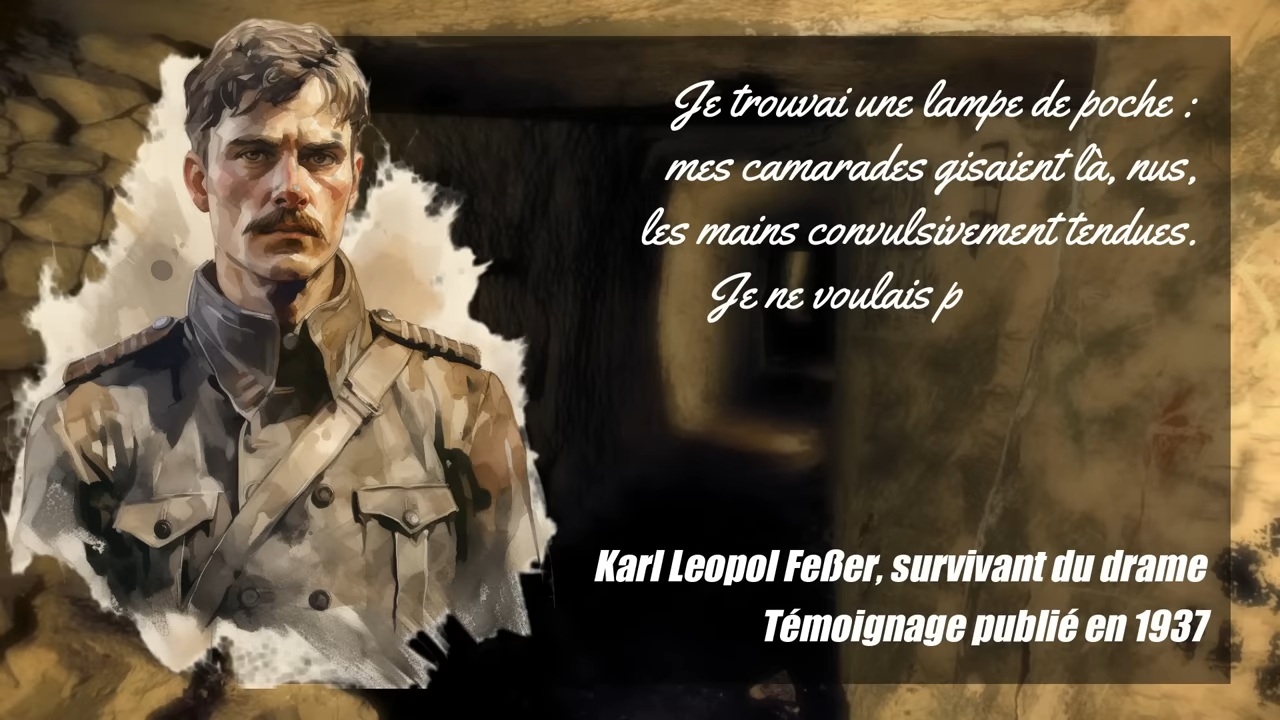 Je trouvai une lampe de poche :
mes camarades gisaient là, nus,
les mains convulsivement tendues.
Je ne voulais p
Karl Leopol Feßer, survivant du drame
Témoignage publié en 1937